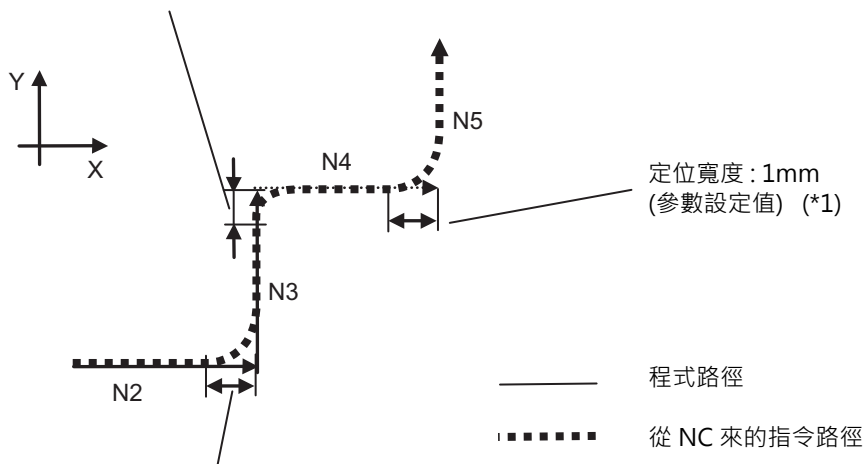 Y
X
N5
N4
定位寬度 : 1mm
(參數設定值) (*1)
N3
N2
程式路徑
從 NC 來的指令路徑